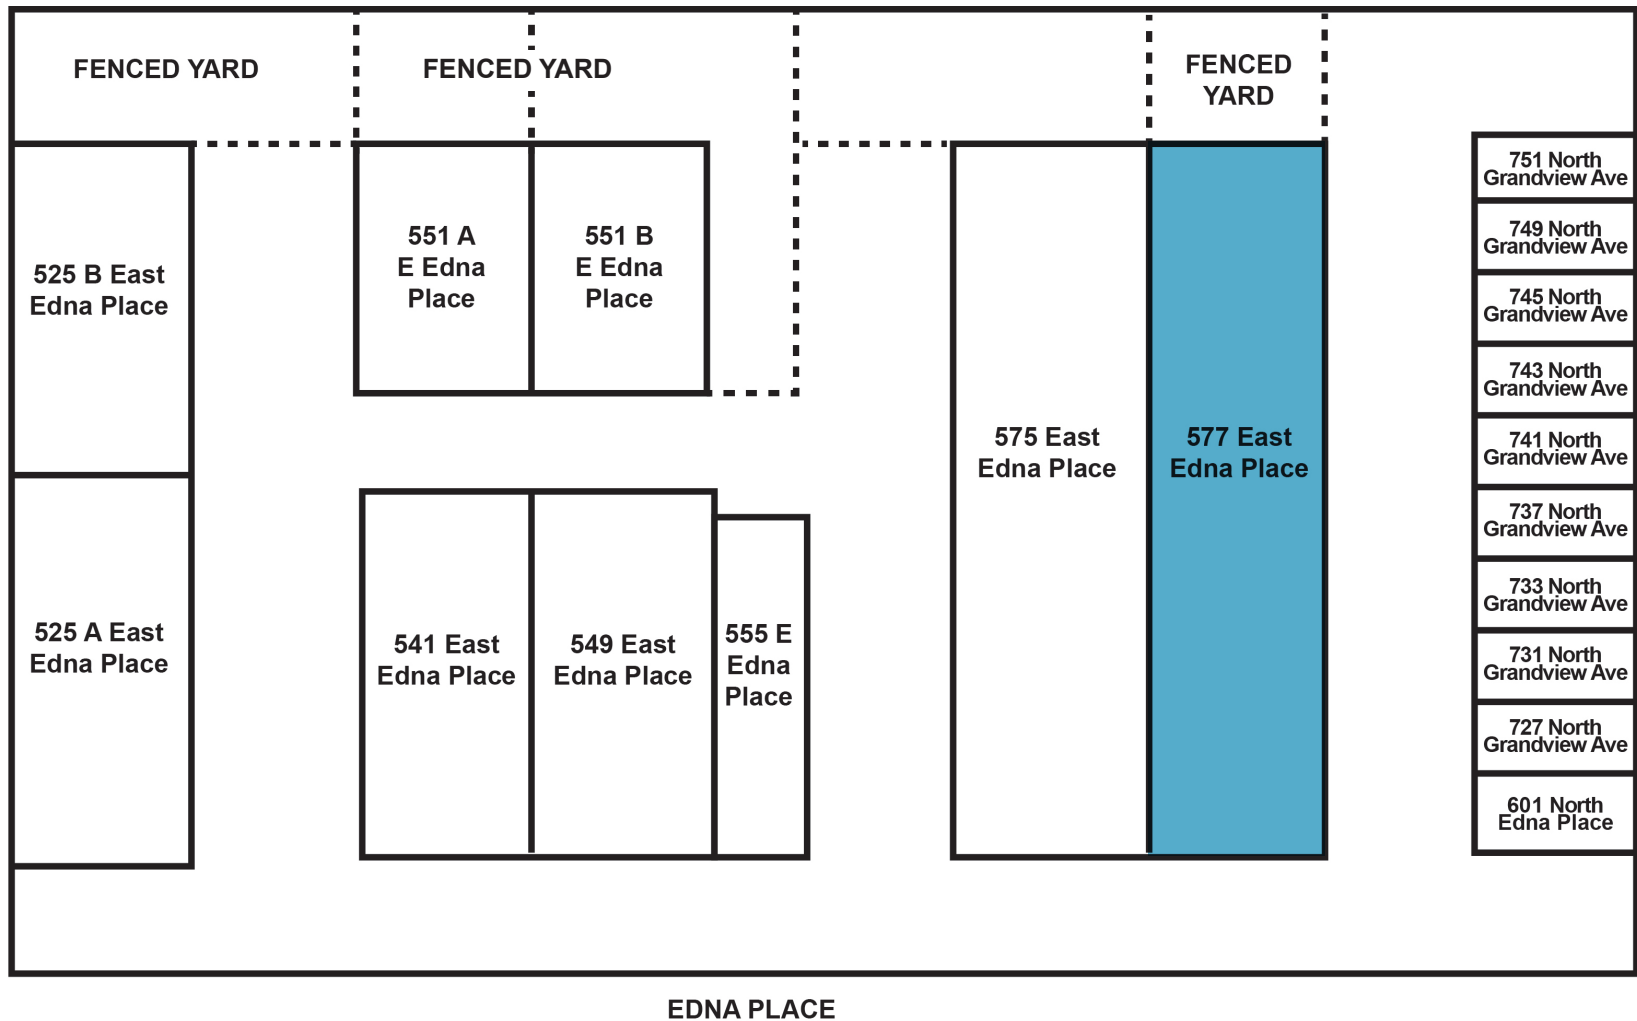 FENCED YARD
FENCED YARD
FENCED
YARD
525 B East
Edna Place
551 A
E Edna
Place
551 B
E Edna
Place
575 East
Edna Place
577 East
Edna Place
525 A East
Edna Place
541 East
Edna Place
549 East
Edna Place
555 E
Edna
Place
751 North
Grandview Ave
749 North
Grandview Ave
745 North
Grandview Ave
743 North
Grandview Ave
741 North
Grandview Ave
737 North
Grandview Ave
733 North
Grandview Ave
731 North
Grandview Ave
727 North
Grandview Ave
601 North
Edna Place
EDNA PLACE